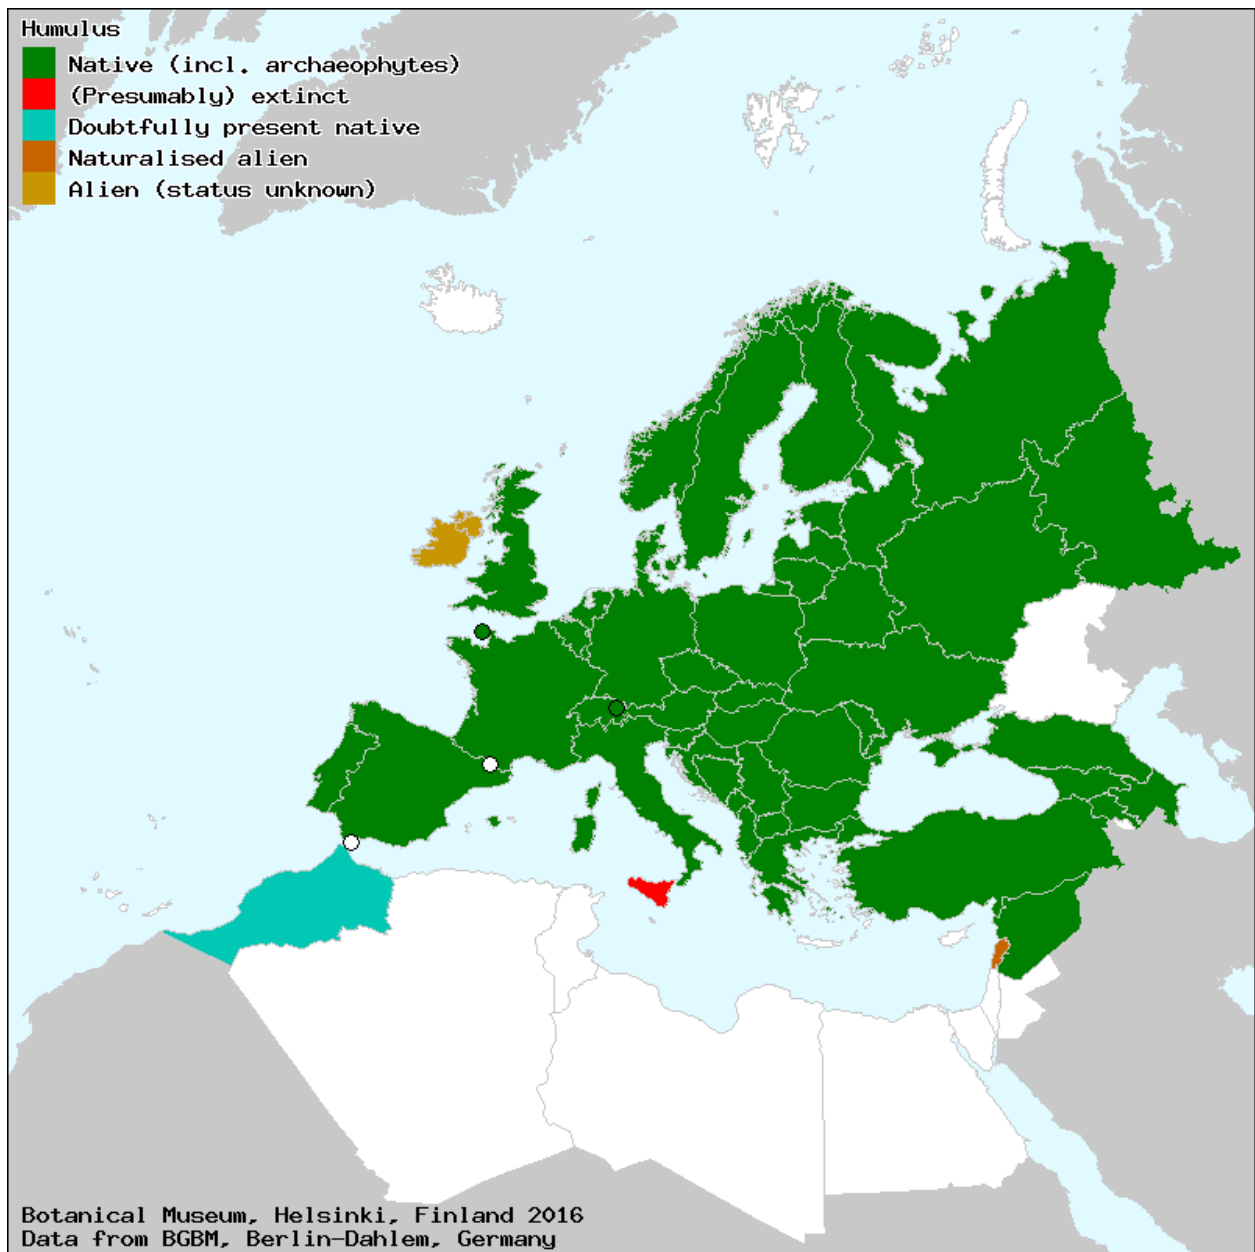 Humulus
Native (incl. archaeophytes)
(Presumably) extinct
Doubtfully present native
Naturalised alien
Alien (status unknown)
Botanical Museum, Helsinki, Finland 2016
Data from BGBM, Berlin-Dahlem, Germany